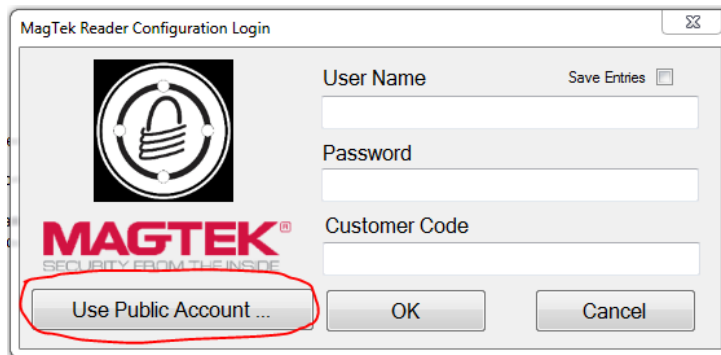 MagTek Reader Configuration Login
User Name
Save Entries
Password
Customer Code
MAGTEK®
SECURITY FROM THE INSIDE
Use Public Account ...
OK
Cancel